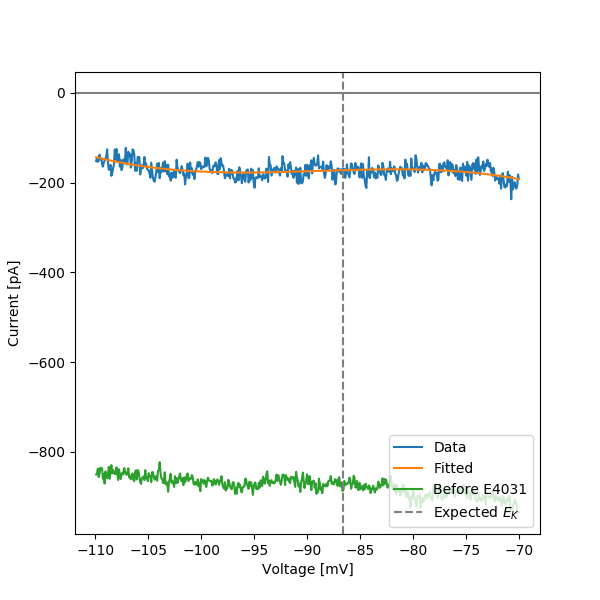 0
−200
−400
−600
−800
Current [pA]
Data
Fitted
Before E4031
Expected E_K
−110
−105
−100
−95
−90
−85
−80
−75
−70
Voltage [mV]